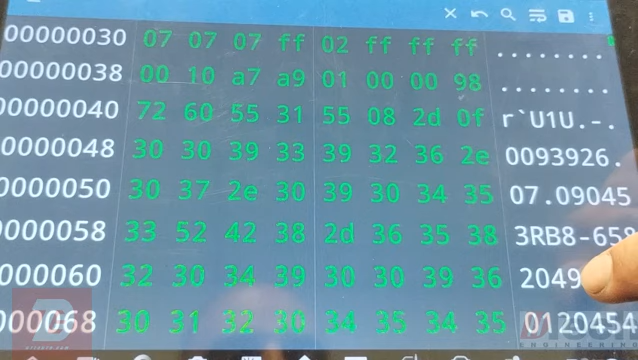 00000030 07 07 07 ff 02 ff ff ff ........
00000038 00 10 a7 a9 01 00 00 98 ........
00000040 72 60 55 31 55 08 2d 0f r`U1U.-.
0000048 30 30 39 33 39 32 36 2e 0093926.
0000050 30 37 2e 30 39 30 34 35 07.09045
0000058 33 52 42 38 2d 36 35 38 3RB8-658
000060 32 30 34 39 30 30 39 36 2049
000068 30 31 32 30 34 35 34 35 0120454